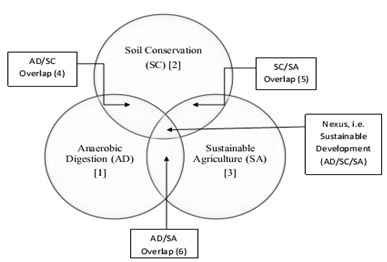 Soil Conservation
(SC) [2]
AD/SC
Overlap (4)
SC/SA
Overlap (5)
Nexus, i.e.
Sustainable
Development
(AD/SC/SA)
Anaerobic
Digestion (AD)
[1]
Sustainable
Agriculture (SA)
[3]
AD/SA
Overlap (6)